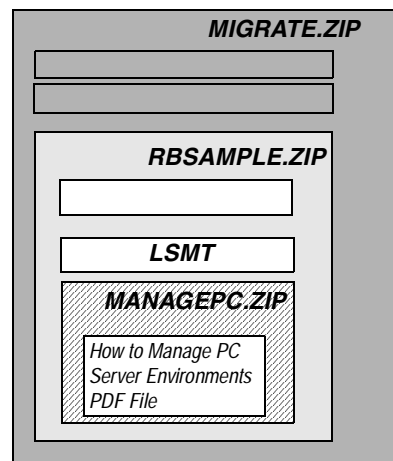 MIGRATE.ZIP
RBSAMPLE.ZIP
LSMT
MANAGEPC.ZIP
How to Manage PC
Server Environments
PDF File